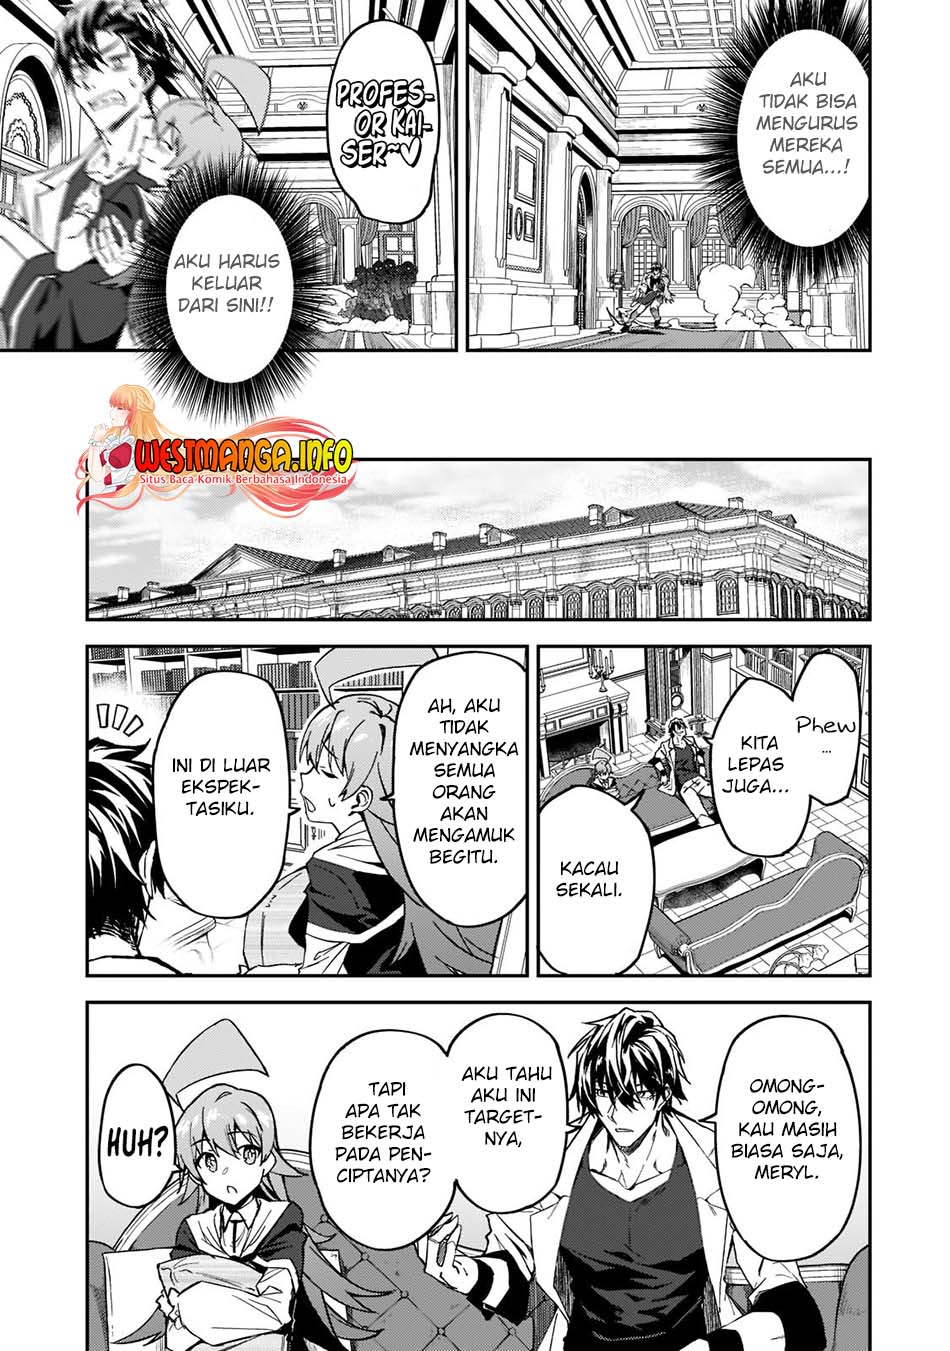 AKU
TIDAK BISA
MENGURUS
MEREKA
SEMUA...!
PROFES-
OR KAI-
SER~♥
AKU HARUS
KELUAR
DARI SINI!!
WESTMANGA.INFO
Situs Baca Komik Berbahasa Indonesia
Phew
...
KITA
LEPAS
JUGA...
KACAU
SEKALI.
AH, AKU
TIDAK
MENYANGKA
SEMUA
ORANG
AKAN
MENGAMUK
BEGITU.
INI DI LUAR
EKSPEK-
TASIKU.
OMONG-
OMONG,
KAU MASIH
BIASA SAJA,
MERYL.
AKU TAHU
AKU INI
TARGET-
NYA,
TAPI
APA TAK
BEKERJA
PADA PEN-
CIPTANYA?
HUH?